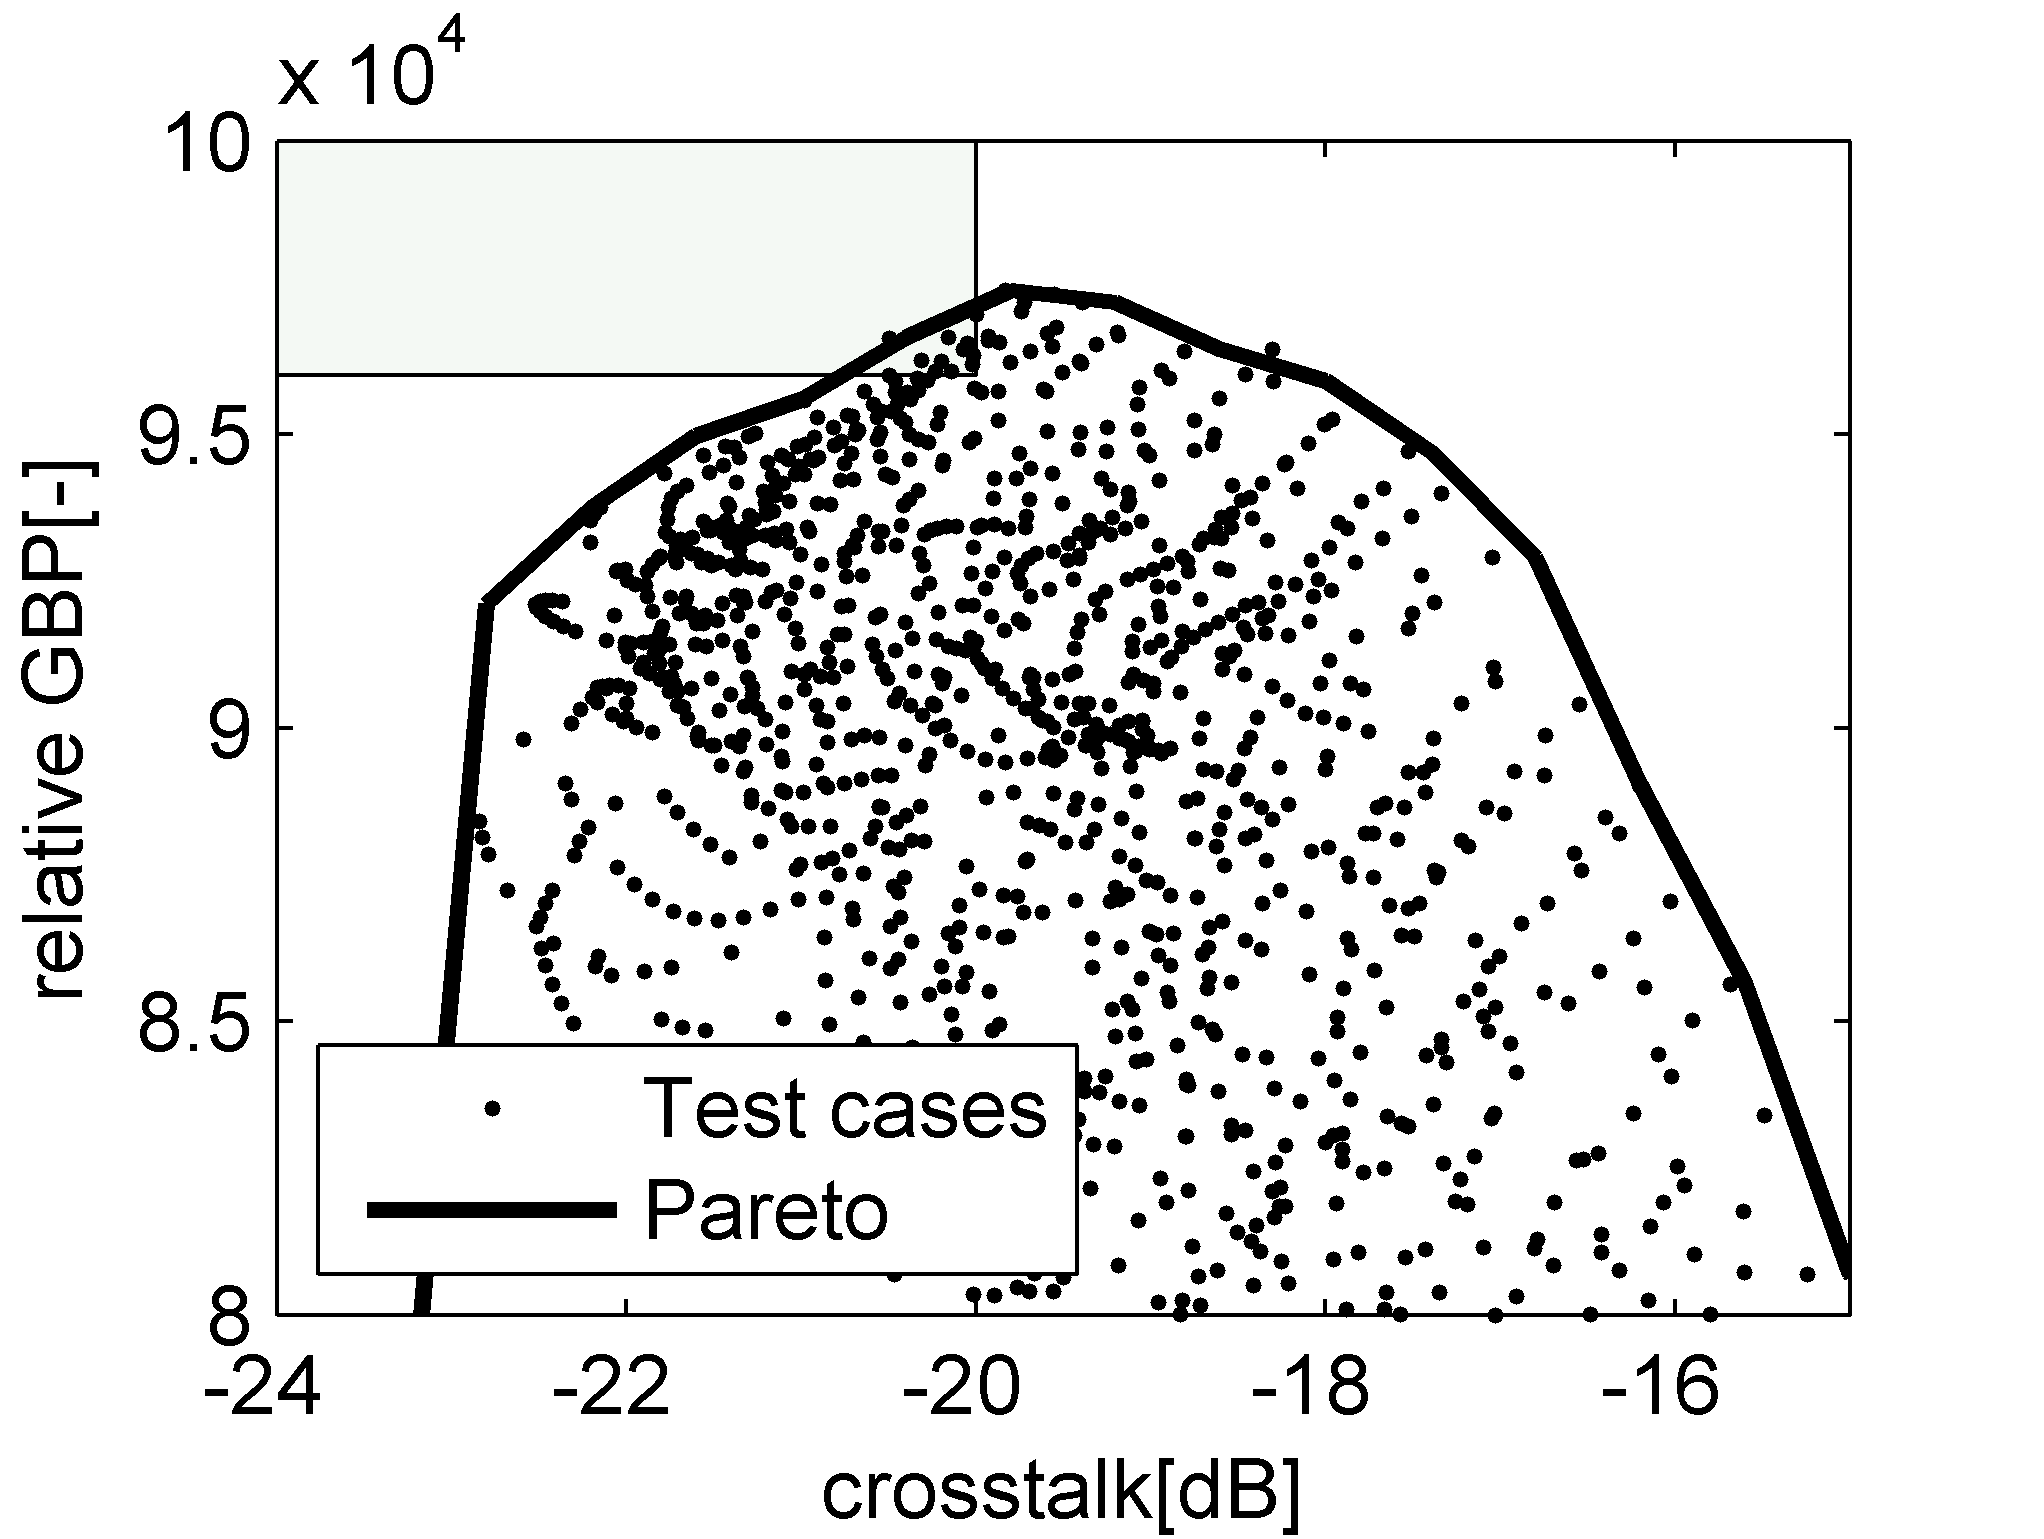 x 10^4
10
9.5
9
8.5
8
relative GBP[-]
Test cases
Pareto
-24 -22 -20 -18 -16
crosstalk[dB]